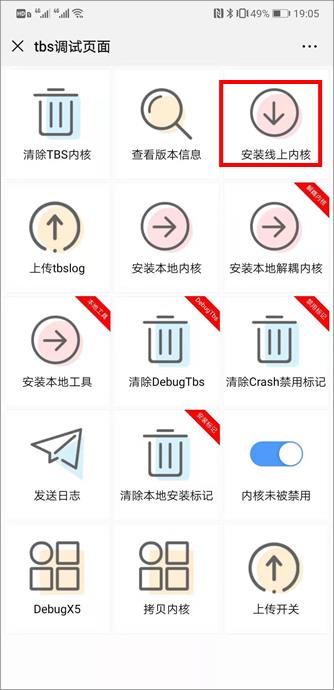 HD 4G 4G 49% 19:05
tbs调试页面
清除TBS内核
查看版本信息
安装线上内核
上传tbslog
安装本地内核
解耦内核
安装本地解耦内核
本地工具
安装本地工具
DebugTbs
清除DebugTbs
禁用标记
清除Crash禁用标记
发送日志
安装标记
清除本地安装标记
内核未被禁用
DebugX5
拷贝内核
上传开关